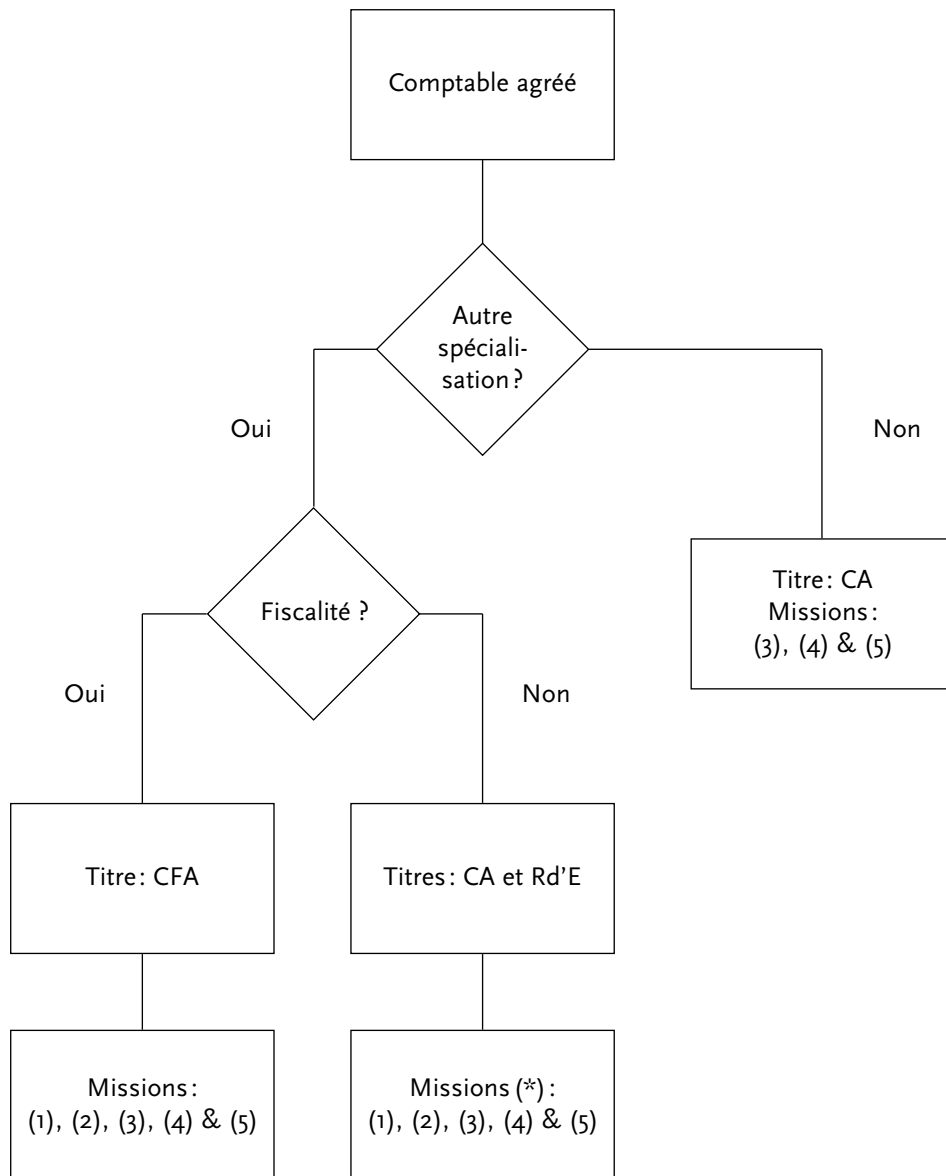 Comptable agréé
Autre
spéciali-
sation ?
Oui
Non
Titre : CA
Missions :
(3), (4) & (5)
Fiscalité ?
Oui
Non
Titre : CFA
Titres : CA et Rd’E
Missions :
(1), (2), (3), (4) & (5)
Missions (*) :
(1), (2), (3), (4) & (5)